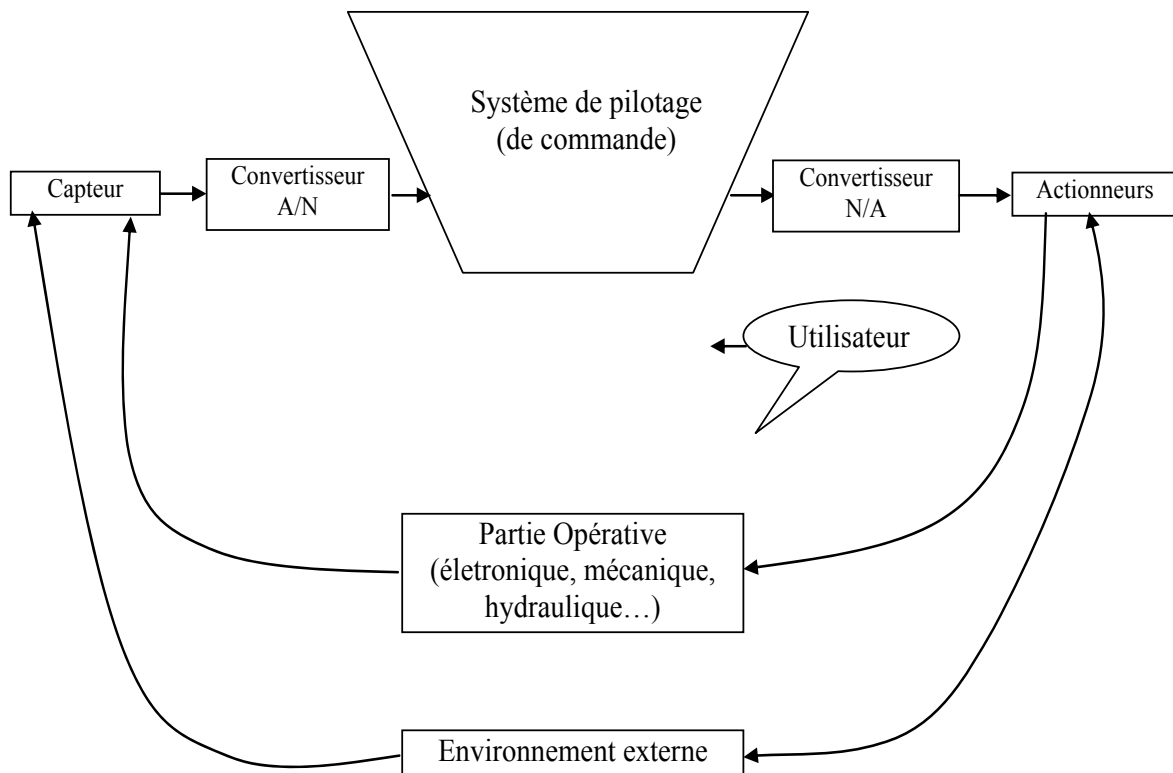 Système de pilotage
(de commande)
Capteur
Convertisseur
A/N
Convertisseur
N/A
Actionneurs
Utilisateur
Partie Opérative
(életronique, mécanique,
hydraulique…)
Environnement externe